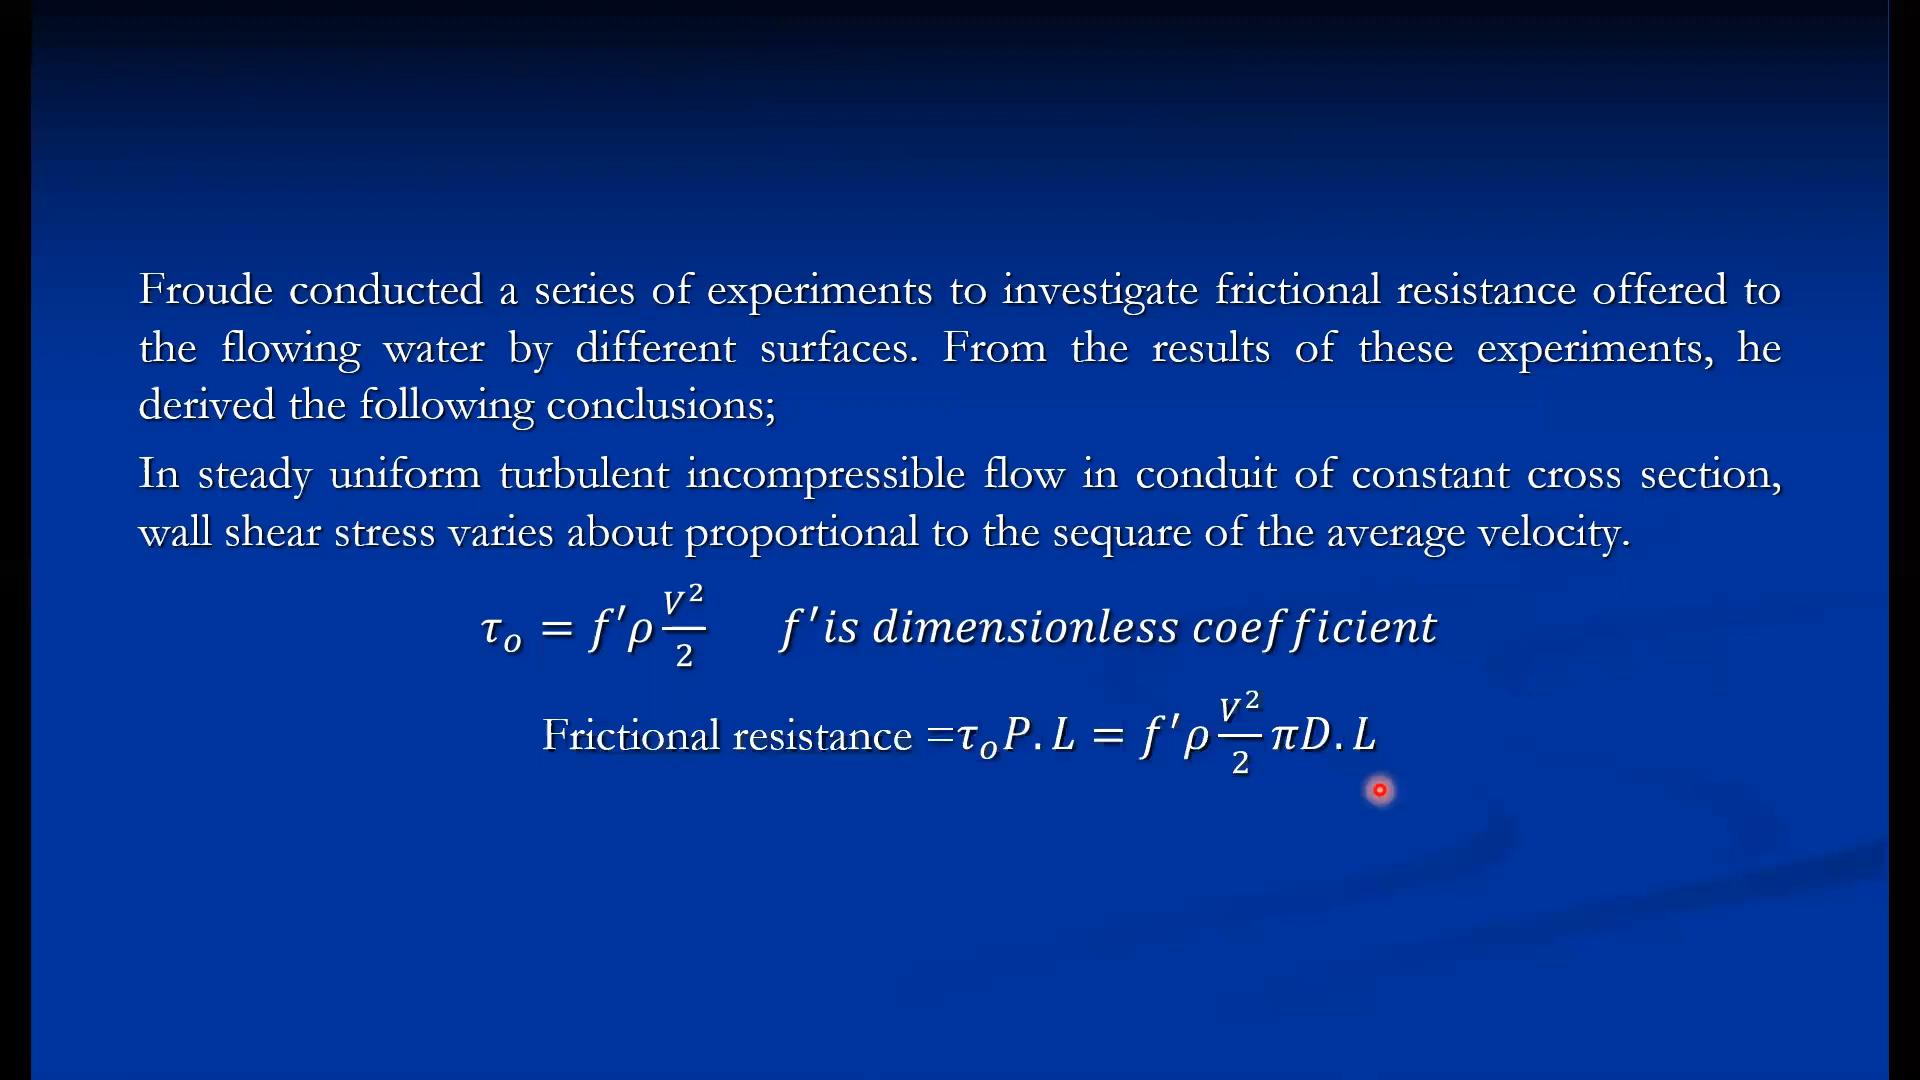 Froude conducted a series of experiments to investigate frictional resistance offered to
the flowing water by different surfaces. From the results of these experiments, he
derived the following conclusions;
In steady uniform turbulent incompressible flow in conduit of constant cross section,
wall shear stress varies about proportional to the sequare of the average velocity.
τₒ = f′ρ V²/2 f′is dimensionless coefficient
Frictional resistance =τₒP.L = f′ρ V²/2 πD.L